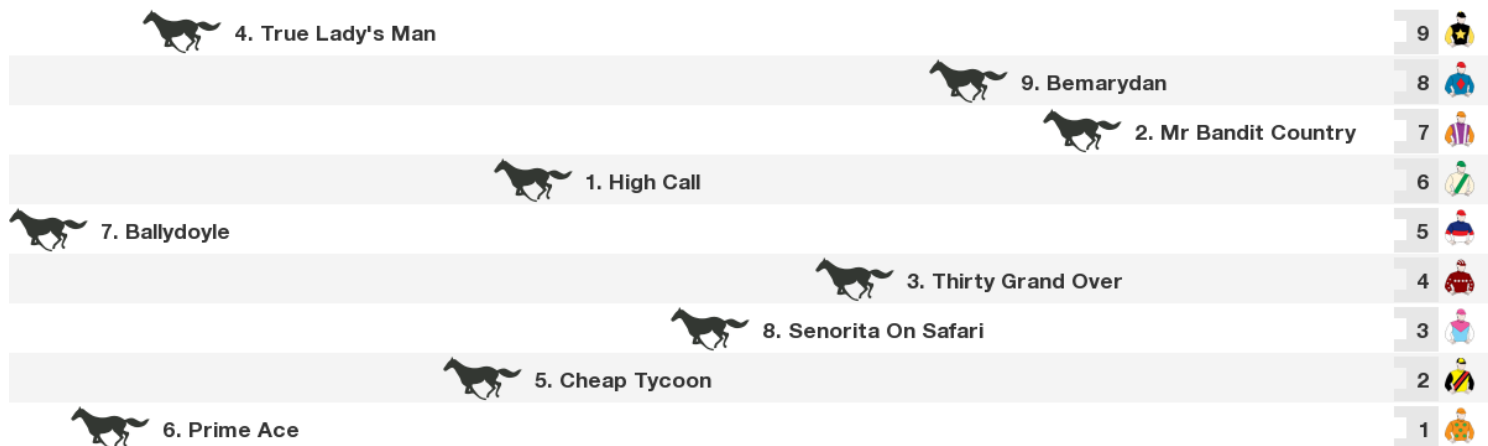 4. True Lady's Man 9
9. Bemarydan 8
2. Mr Bandit Country 7
1. High Call 6
7. Ballydoyle 5
3. Thirty Grand Over 4
8. Senorita On Safari 3
5. Cheap Tycoon 2
6. Prime Ace 1